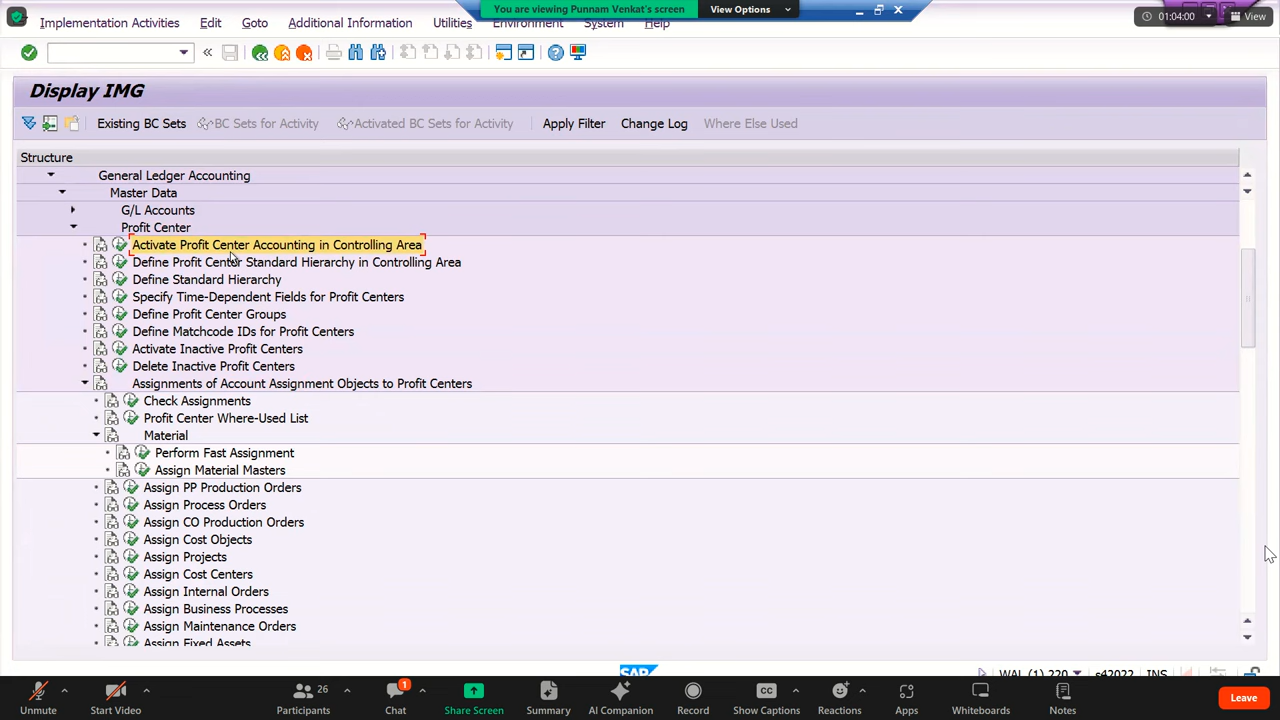 You are viewing Punnam Venkat's screen
View Options
Implementation Activities Edit Goto Additional Information Utilities Environment System Help
01:04:00 View
Display IMG
Existing BC Sets BC Sets for Activity Activated BC Sets for Activity Apply Filter Change Log Where Else Used
Structure
General Ledger Accounting
Master Data
G/L Accounts
Profit Center
Activate Profit Center Accounting in Controlling Area
Define Profit Center Standard Hierarchy in Controlling Area
Define Standard Hierarchy
Specify Time-Dependent Fields for Profit Centers
Define Profit Center Groups
Define Matchcode IDs for Profit Centers
Activate Inactive Profit Centers
Delete Inactive Profit Centers
Assignments of Account Assignment Objects to Profit Centers
Check Assignments
Profit Center Where-Used List
Material
Perform Fast Assignment
Assign Material Masters
Assign PP Production Orders
Assign Process Orders
Assign CO Production Orders
Assign Cost Objects
Assign Projects
Assign Cost Centers
Assign Internal Orders
Assign Business Processes
Assign Maintenance Orders
Assign Fixed Assets
SAP WAL (1) 220 s42022 INS
26 1
Unmute Start Video Participants Chat Share Screen Summary AI Companion Record Show Captions Reactions Apps Whiteboards Notes Leave